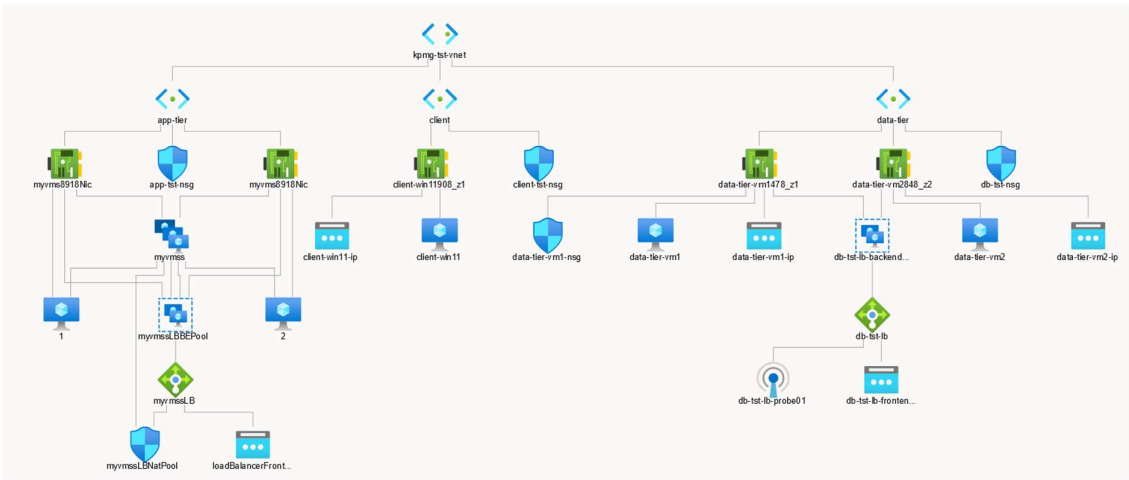 kpmg-tst-vnet
app-tier
client
data-tier
myvms8918Nic
app-tst-nsg
myvms8918Nic
client-win11908_z1
client-tst-nsg
data-tier-vm1478_z1
data-tier-vm2848_z2
db-tst-nsg
myvmss
client-win11-ip
client-win11
data-tier-vm1-nsg
data-tier-vm1
data-tier-vm1-ip
db-tst-lb-backend...
data-tier-vm2
data-tier-vm2-ip
1
myvmssLBBEPool
2
db-tst-lb
myvmssLB
db-tst-lb-probe01
db-tst-lb-fronten...
myvmssLBNatPool
loadBalancerFront...